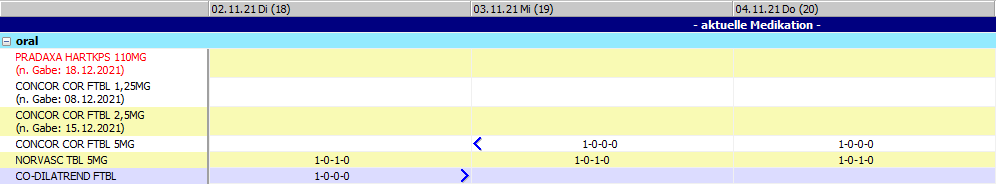 02.11.21 Di (18) 03.11.21 Mi (19) 04.11.21 Do (20)
- aktuelle Medikation -
oral
PRADAXA HARTKPS 110MG
(n. Gabe: 18.12.2021)
CONCOR COR FTBL 1,25MG
(n. Gabe: 08.12.2021)
CONCOR COR FTBL 2,5MG
(n. Gabe: 15.12.2021)
CONCOR COR FTBL 5MG 1-0-0-0 1-0-0-0
NORVASC TBL 5MG 1-0-1-0 1-0-1-0 1-0-1-0
CO-DILATREND FTBL 1-0-0-0